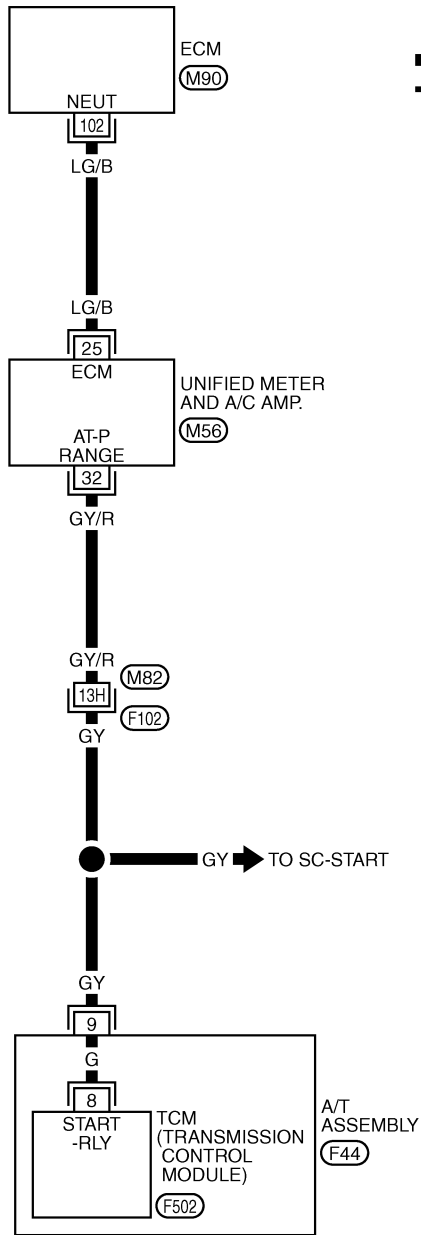 ECM
M90
NEUT
102
LG/B
LG/B
25
ECM
UNIFIED METER
AND A/C AMP.
M56
AT-P
RANGE
32
GY/R
GY/R
M82
13H
F102
GY
GY
TO SC-START
GY
9
G
8
START
-RLY
TCM
(TRANSMISSION
CONTROL
MODULE)
F502
A/T
ASSEMBLY
F44